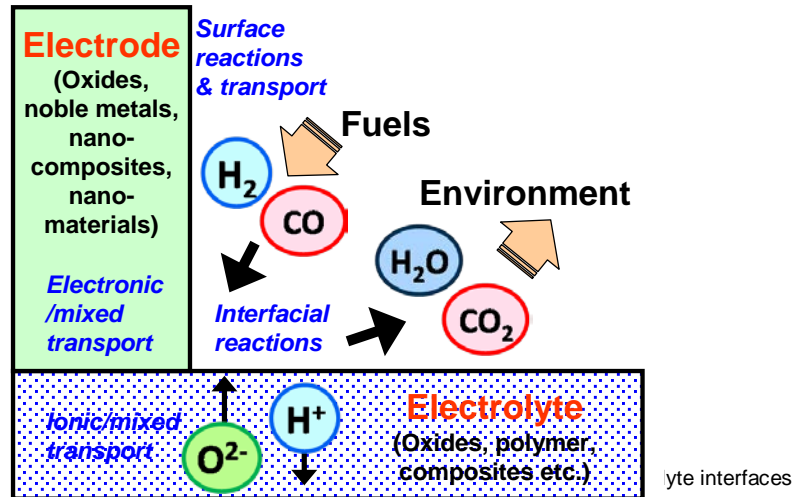 Electrode
(Oxides,
noble metals,
nano-
composites,
nano-
materials)
Electronic
/mixed
transport
Surface
reactions
& transport
Fuels
H₂
CO
Environment
H₂O
CO₂
Interfacial
reactions
Ionic/mixed
transport
O²⁻
H⁺
Electrolyte
(Oxides, polymer,
composites etc.)
interfaces